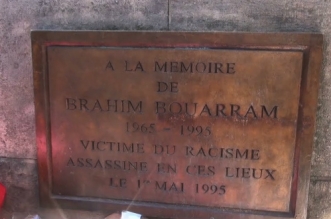 A LA MEMOIRE
DE
BRAHIM BOUARRAM
1965 - 1995
VICTIME DU RACISME
ASSASSINE EN CES LIEUX
LE 1er MAI 1995